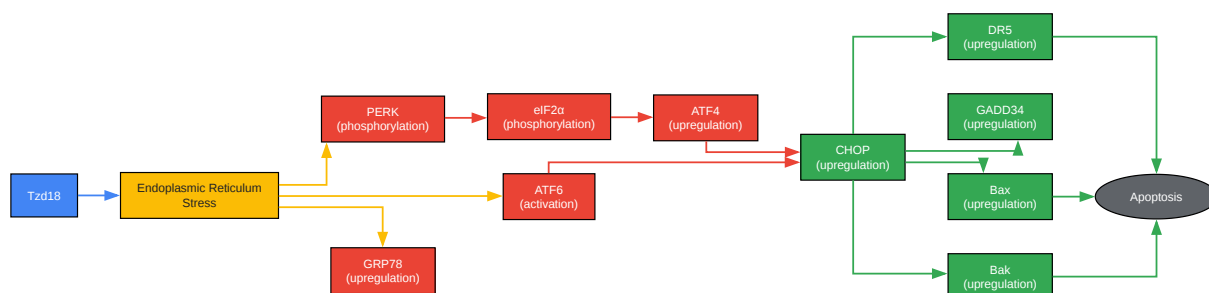 Tzd18
Endoplasmic Reticulum
Stress
PERK
(phosphorylation)
eIF2α
(phosphorylation)
ATF4
(upregulation)
ATF6
(activation)
GRP78
(upregulation)
CHOP
(upregulation)
DR5
(upregulation)
GADD34
(upregulation)
Bax
(upregulation)
Bak
(upregulation)
Apoptosis